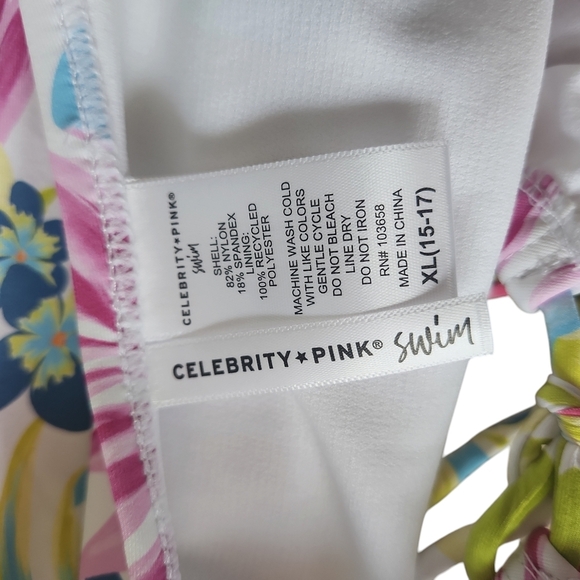 CELEBRITY★PINK®
swim
SHELL:
82% NYLON
18% SPANDEX
LINING:
100% RECYCLED
POLYESTER
MACHINE WASH COLD
WITH LIKE COLORS
GENTLE CYCLE
DO NOT BLEACH
LINE DRY
DO NOT IRON
RN# 103658
MADE IN CHINA
XL(15-17)
CELEBRITY★PINK® swim